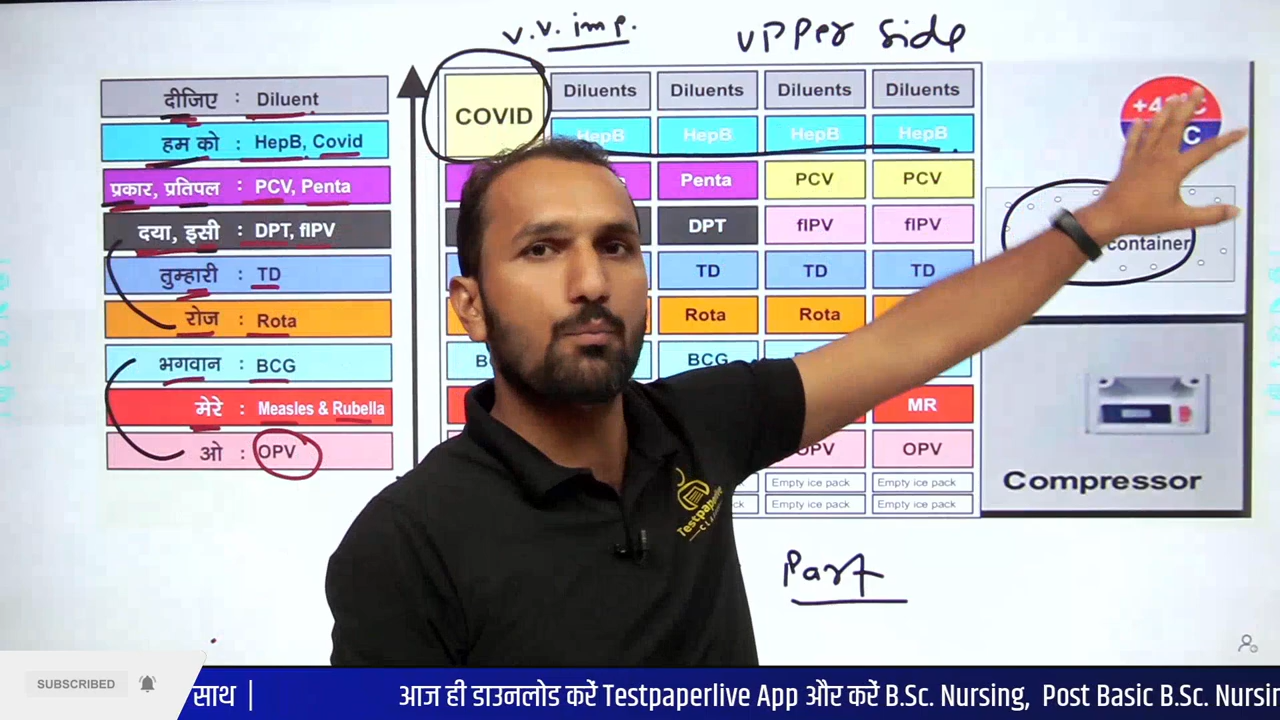 v.v. imp. upper side
दीजिए : Diluent
हम को : HepB, Covid
प्रकार, प्रतिपल : PCV, Penta
दया, इसी : DPT, fIPV
तुम्हारी : TD
रोज : Rota
भगवान : BCG
मेरे : Measles & Rubella
ओ : OPV
COVID Diluents Diluents Diluents Diluents
HepB HepB HepB HepB
Penta PCV PCV
DPT fIPV fIPV
TD TD TD
Rota Rota
BCG
MR
OPV OPV
Empty ice pack Empty ice pack
Empty ice pack Empty ice pack
container
Compressor
Part
Testpaperlive
SUBSCRIBED
साथ | आज ही डाउनलोड करें Testpaperlive App और करें B.Sc. Nursing, Post Basic B.Sc. Nursin